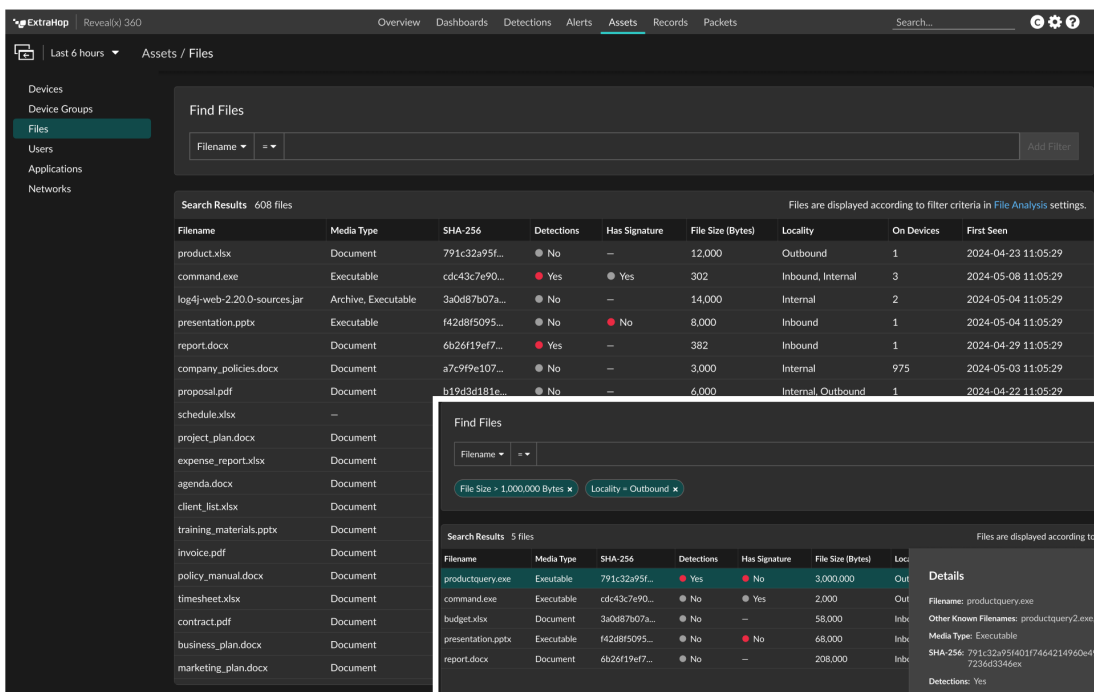 ExtraHop Reveal(x) 360 Overview Dashboards Detections Alerts Assets Records Packets Search...
Last 6 hours Assets / Files
Devices
Device Groups
Files
Users
Applications
Networks
Find Files
Filename = Add Filter
Search Results 608 files Files are displayed according to filter criteria in File Analysis settings.
Filename Media Type SHA-256 Detections Has Signature File Size (Bytes) Locality On Devices First Seen
product.xlsx Document 791c32a95f... No — 12,000 Outbound 1 2024-04-23 11:05:29
command.exe Executable cdc43c7e90... Yes Yes 302 Inbound, Internal 3 2024-05-08 11:05:29
log4j-web-2.20.0-sources.jar Archive, Executable 3a0d87b07a... No — 14,000 Internal 2 2024-05-04 11:05:29
presentation.pptx Executable f42d8f5095... No No 8,000 Inbound 1 2024-05-04 11:05:29
report.docx Document 6b26f19ef7... Yes — 382 Inbound 1 2024-04-29 11:05:29
company_policies.docx Document a7c9f9e107... No — 3,000 Internal 975 2024-05-03 11:05:29
proposal.pdf Document b19d3d181e... No — 6,000 Internal, Outbound 1 2024-04-22 11:05:29
schedule.xlsx —
project_plan.docx Document
expense_report.xlsx Document
agenda.docx Document
client_list.xlsx Document
training_materials.pptx Document
invoice.pdf Document
policy_manual.docx Document
timesheet.xlsx Document
contract.pdf Document
business_plan.docx Document
marketing_plan.docx Document
Find Files
Filename =
File Size > 1,000,000 Bytes × Locality = Outbound ×
Search Results 5 files Files are displayed according to
Filename Media Type SHA-256 Detections Has Signature File Size (Bytes) Loca
productquery.exe Exeutable 791c32a95f... Yes No 3,000,000 Out
command.exe Executable cdc43c7e90... No Yes 2,000 Out
budget.xlsx Document 3a0d87b07a... No — 58,000 Inbo
presentation.pptx Executable f42d8f5095... No No 68,000 Inbo
report.docx Document 6b26f19ef7... No — 208,000 Inbo
Details
Filename: productquery.exe
Other Known Filenames: productquery2.exe,
Media Type: Executable
SHA-256: 791c32a95f401f7464214960e49
7236d3346ex
Detections: Yes